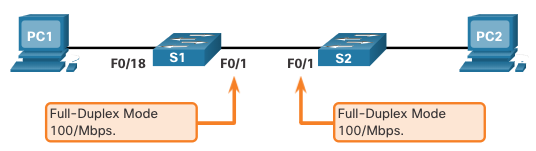 PC1
S1
S2
PC2
F0/18
F0/1
F0/1
Full-Duplex Mode
100/Mbps.
Full-Duplex Mode
100/Mbps.